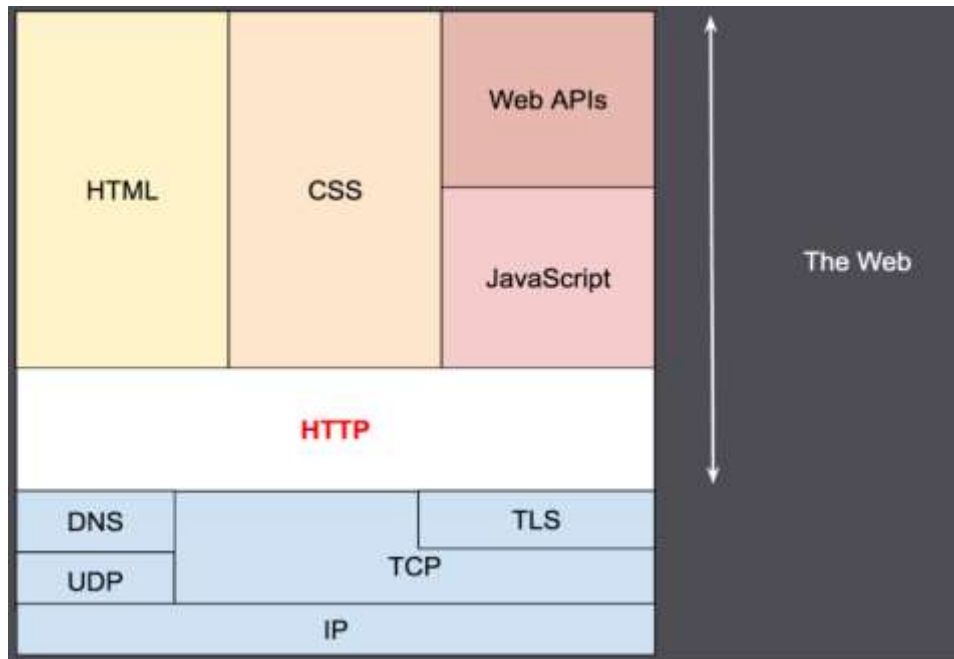 Web APIs
HTML
CSS
JavaScript
The Web
HTTP
DNS
TLS
TCP
UDP
IP